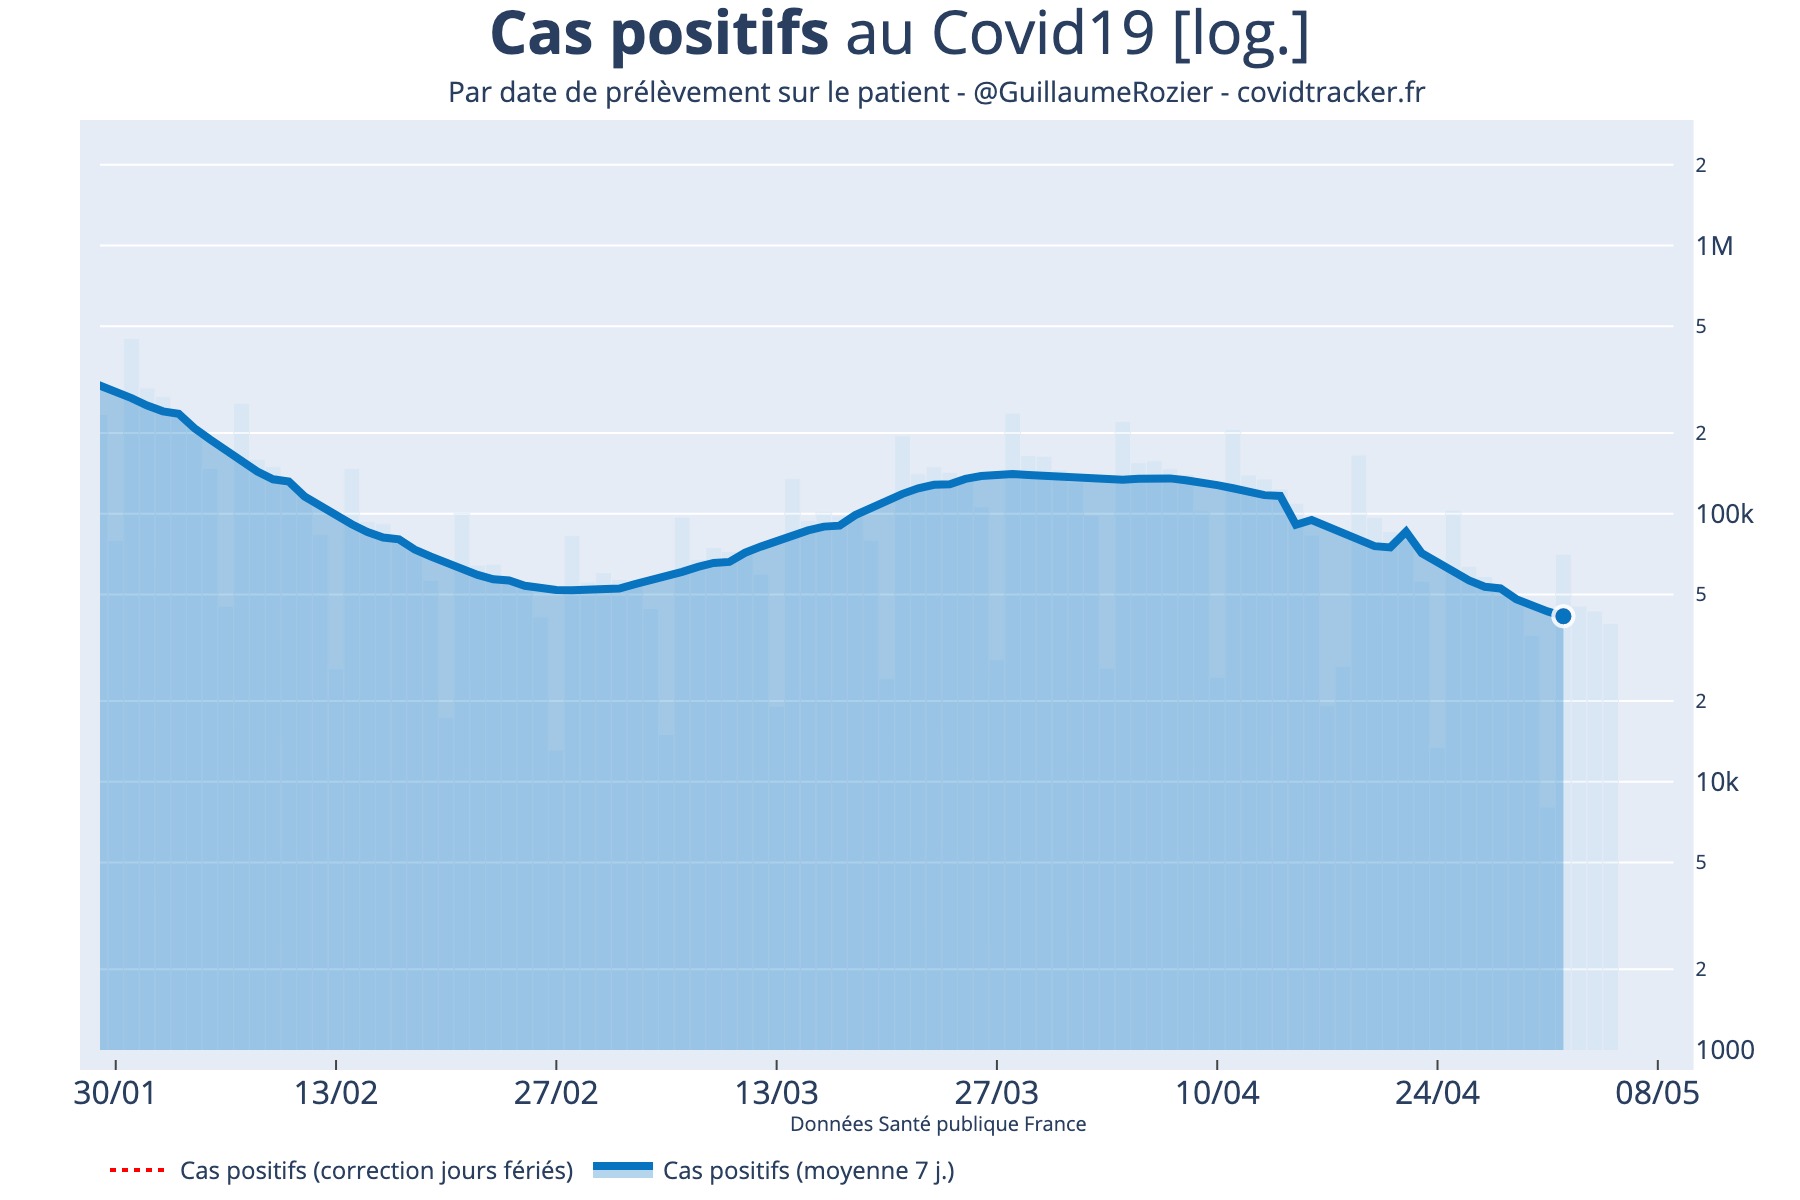 Cas positifs au Covid19 [log.]
Par date de prélèvement sur le patient - @GuillaumeRozier - covidtracker.fr
2
1M
5
2
100k
5
2
10k
5
2
1000
30/01 13/02 27/02 13/03 27/03 10/04 24/04 08/05
Données Santé publique France
Cas positifs (correction jours fériés) Cas positifs (moyenne 7 j.)